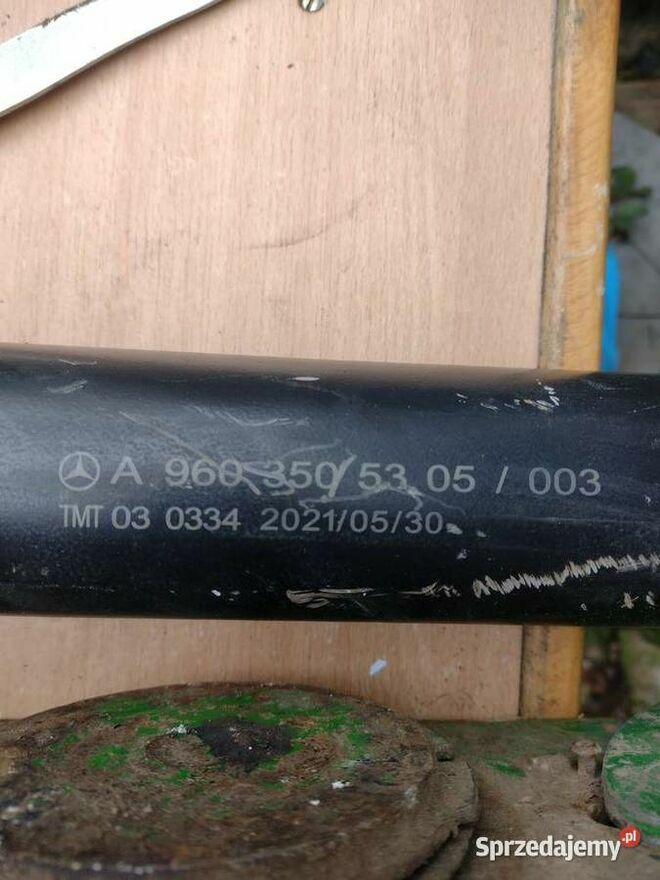 A 960 350 53 05 / 003
TMT 03 0334 2021/05/30
Sprzedajemy.pl